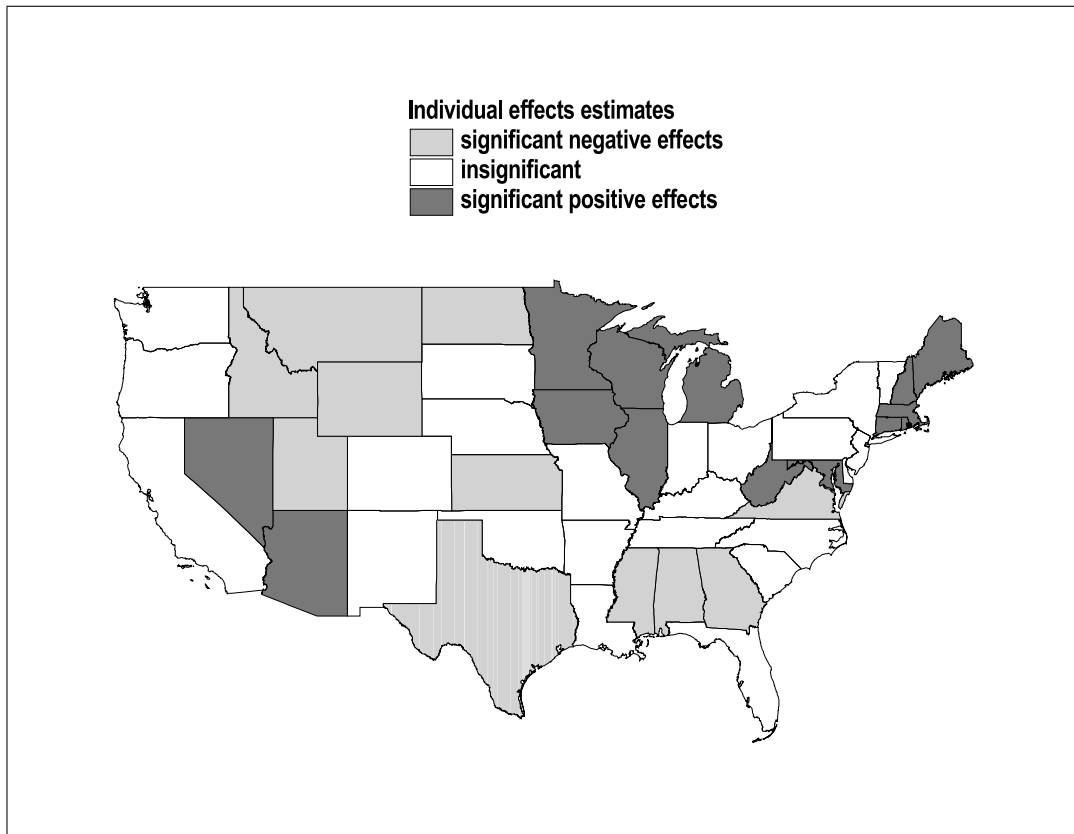 Individual effects estimates
significant negative effects
insignificant
significant positive effects